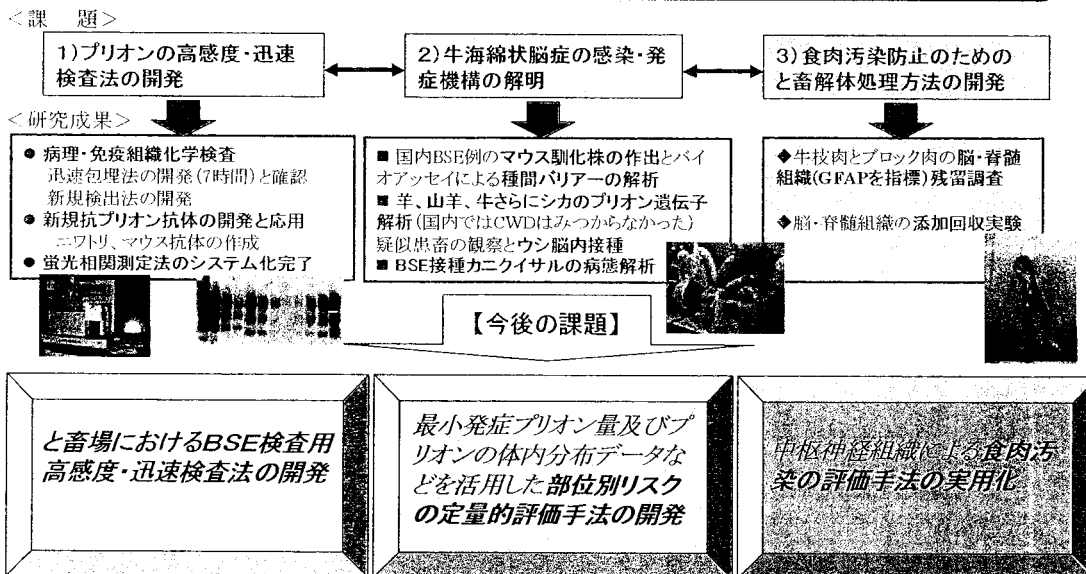 ＜課　題＞
1）プリオンの高感度・迅速
検査法の開発
2）牛海綿状脳症の感染・発
症機構の解明
3）食肉汚染防止のための
と畜解体処理方法の開発
＜研究成果＞
● 病理・免疫組織化学検査
迅速包埋法の開発（7時間）と確認
新規検出法の開発
● 新規抗プリオン抗体の開発と応用
ニワトリ、マウス抗体の作成
● 蛍光相関測定法のシステム化完了
■ 国内BSE例のマウス馴化株の作出とバイ
オアッセイによる種間バリアーの解析
■ 羊、山羊、牛さらにシカのプリオン遺伝子
解析（国内ではCWDはみつからなかった）
疑似患畜の観察とウシ脳内接種
■ BSE接種カニクイサルの病態解析
◆牛枝肉とブロック肉の脳・脊髄
組織（GFAPを指標）残留調査
◆脳・脊髄組織の添加回収実験
【今後の課題】
と畜場におけるBSE検査用
高感度・迅速検査法の開発
最小発症プリオン量及びプ
リオンの体内分布データな
どを活用した部位別リスク
の定量的評価手法の開発
中枢神経組織による食肉汚
染の評価手法の実用化